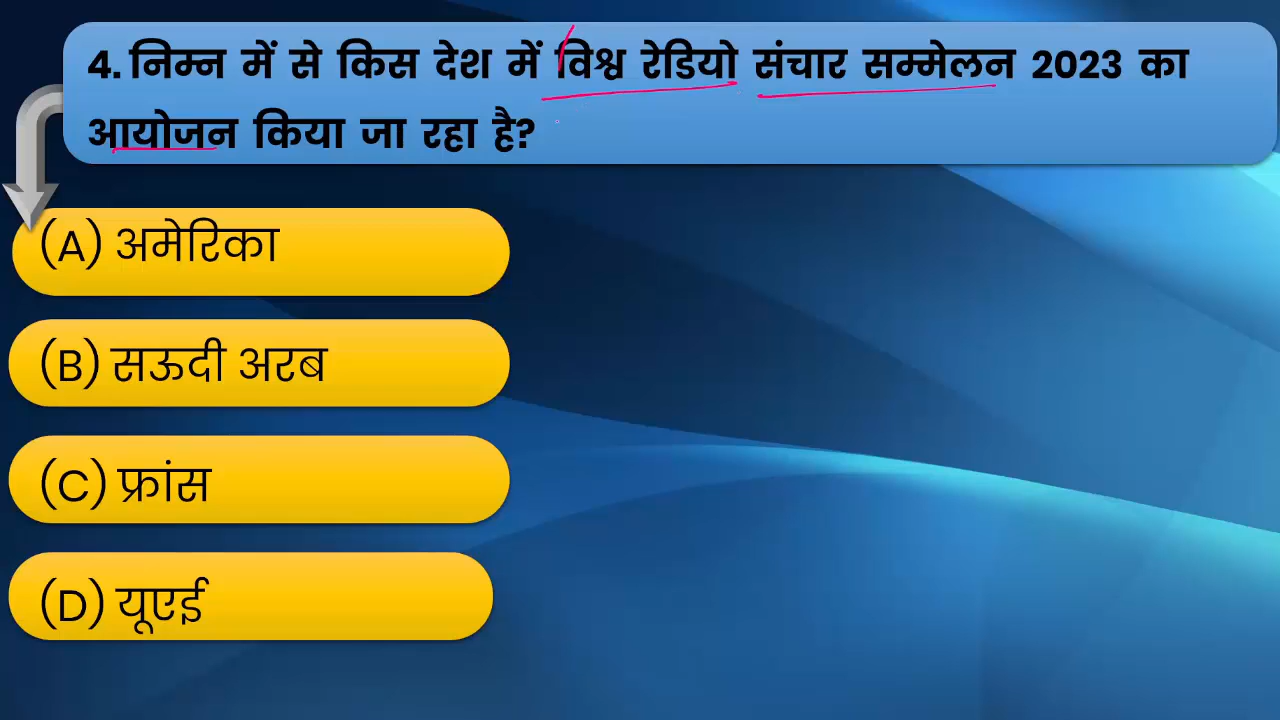 4. निम्न में से किस देश में विश्व रेडियो संचार सम्मेलन 2023 का
आयोजन किया जा रहा है?
(A) अमेरिका
(B) सऊदी अरब
(C) फ्रांस
(D) यूएई